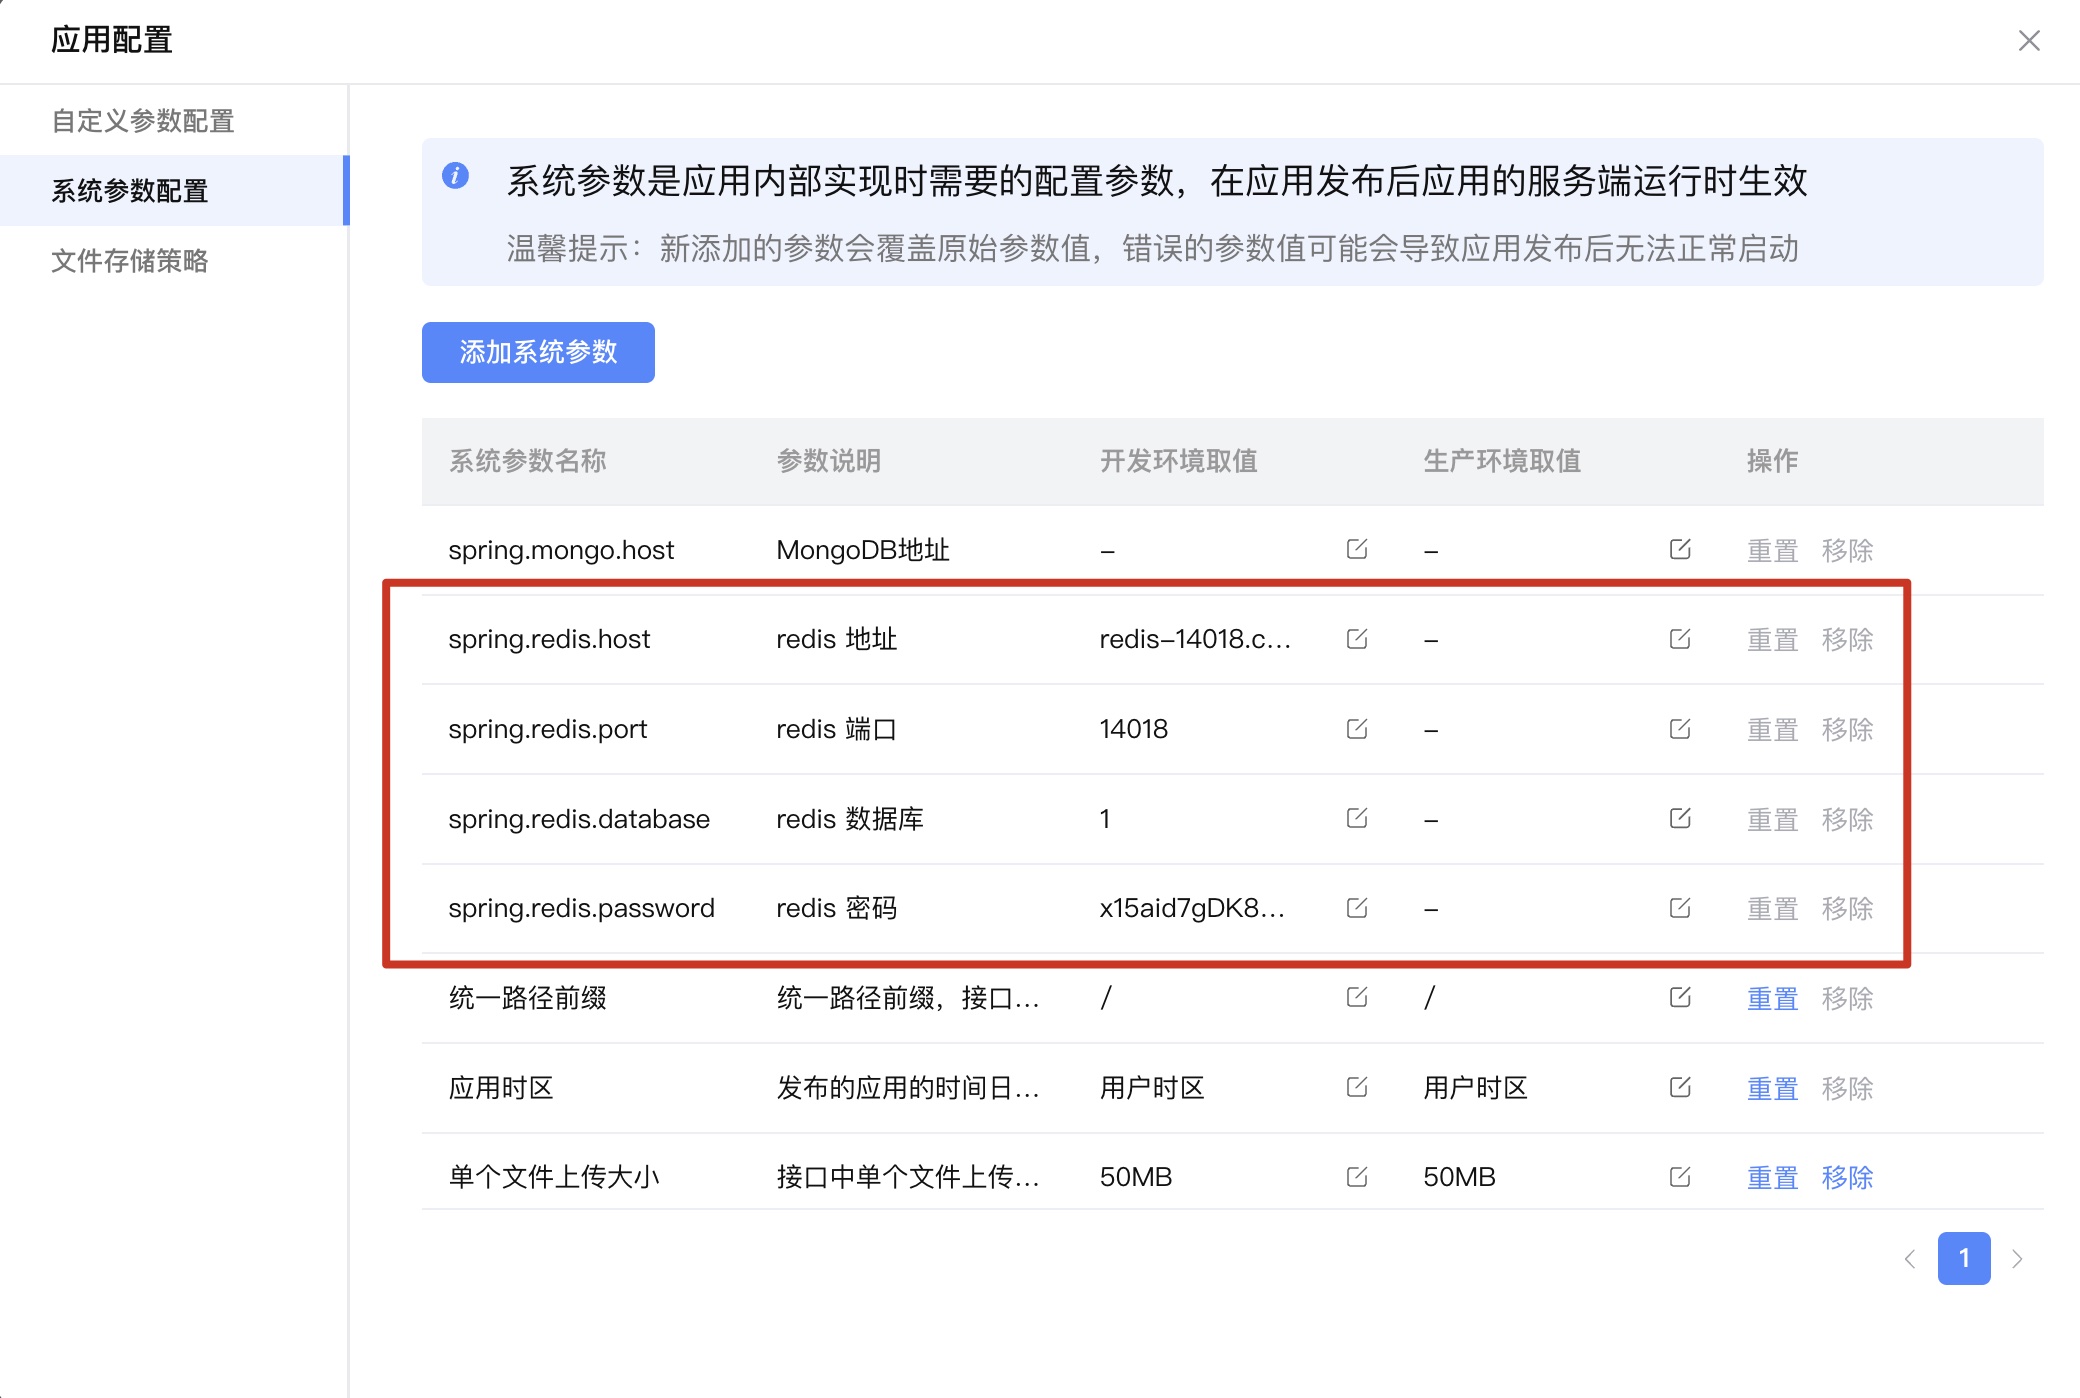 应用配置
自定义参数配置
系统参数配置
文件存储策略
系统参数是应用内部实现时需要的配置参数，在应用发布后应用的服务端运行时生效
温馨提示：新添加的参数会覆盖原始参数值，错误的参数值可能会导致应用发布后无法正常启动
添加系统参数
系统参数名称 参数说明 开发环境取值 生产环境取值 操作
spring.mongo.host MongoDB地址 – – 重置 移除
spring.redis.host redis 地址 redis-14018.c... – 重置 移除
spring.redis.port redis 端口 14018 – 重置 移除
spring.redis.database redis 数据库 1 – 重置 移除
spring.redis.password redis 密码 x15aid7gDK8... – 重置 移除
统一路径前缀 统一路径前缀，接口... / / 重置 移除
应用时区 发布的应用的时间日... 用户时区 用户时区 重置 移除
单个文件上传大小 接口中单个文件上传... 50MB 50MB 重置 移除
1